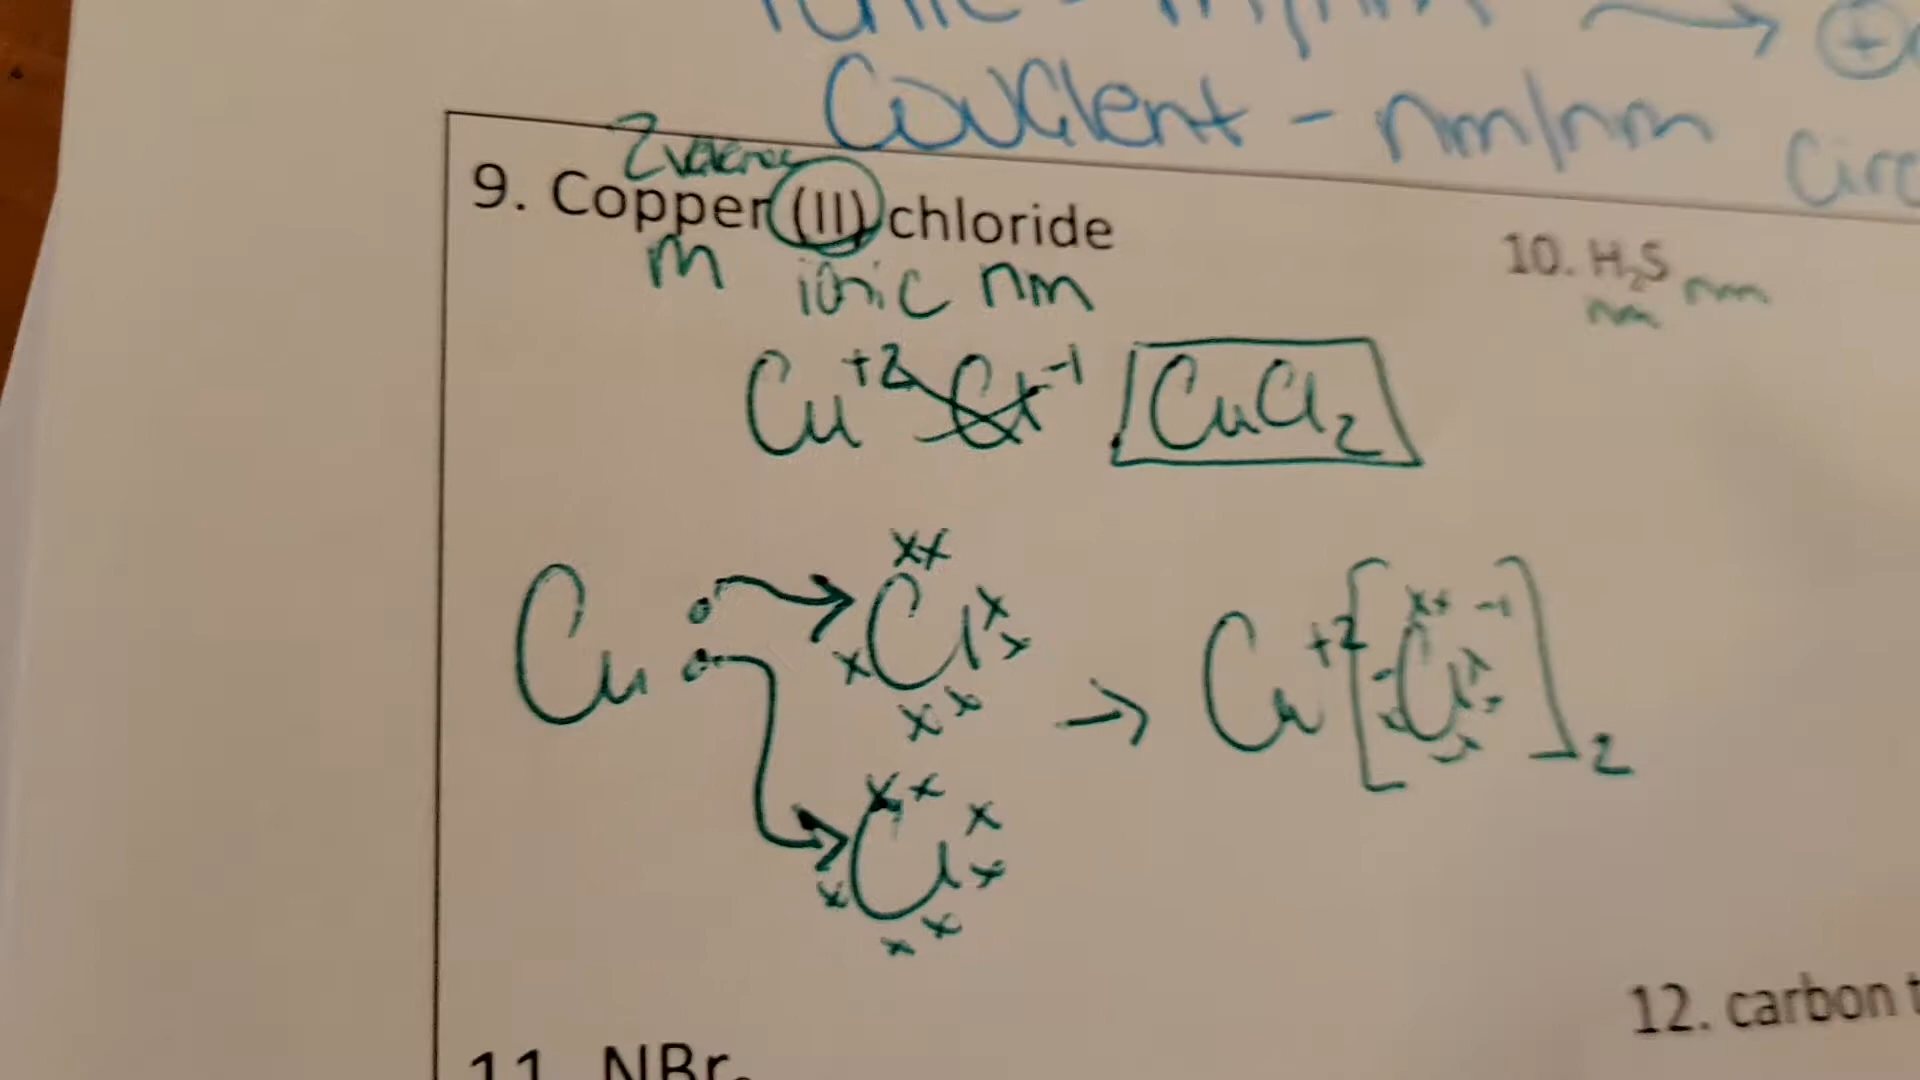 Covalent - nm/nm
2 valence
9. Copper (II) chloride
m ionic nm
10. H₂S
nm nm
Cu⁺² Cl⁻¹ CuCl₂
Cu Cl → Cu⁺² [Cl⁻¹]₂
Cl
12. carbon
11. NBr